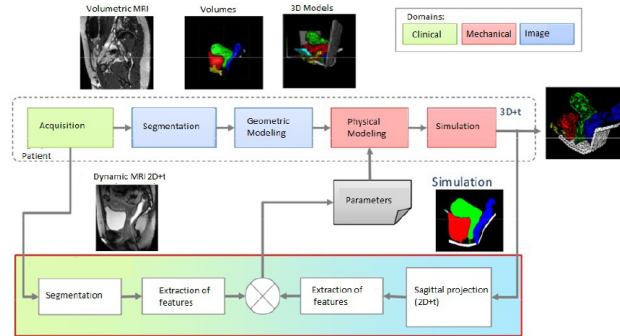 Volumetric MRI
Volumes
3D Models
Domains:
Clinical
Mechanical
Image
Acquisition
Segmentation
Geometric
Modeling
Physical
Modeling
Simulation
3D+t
Patient
Dynamic MRI 2D+t
Parameters
Simulation
Segmentation
Extraction of
features
Extraction of
features
Sagittal projection
(2D+t)